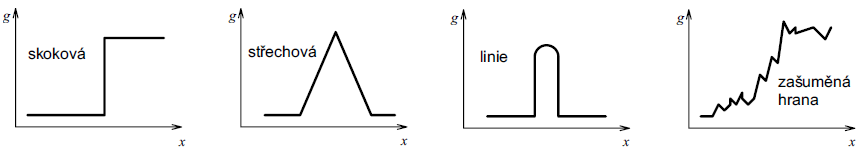 g
skoková
x
g
střechová
x
g
linie
x
g
zašuměná
hrana
x